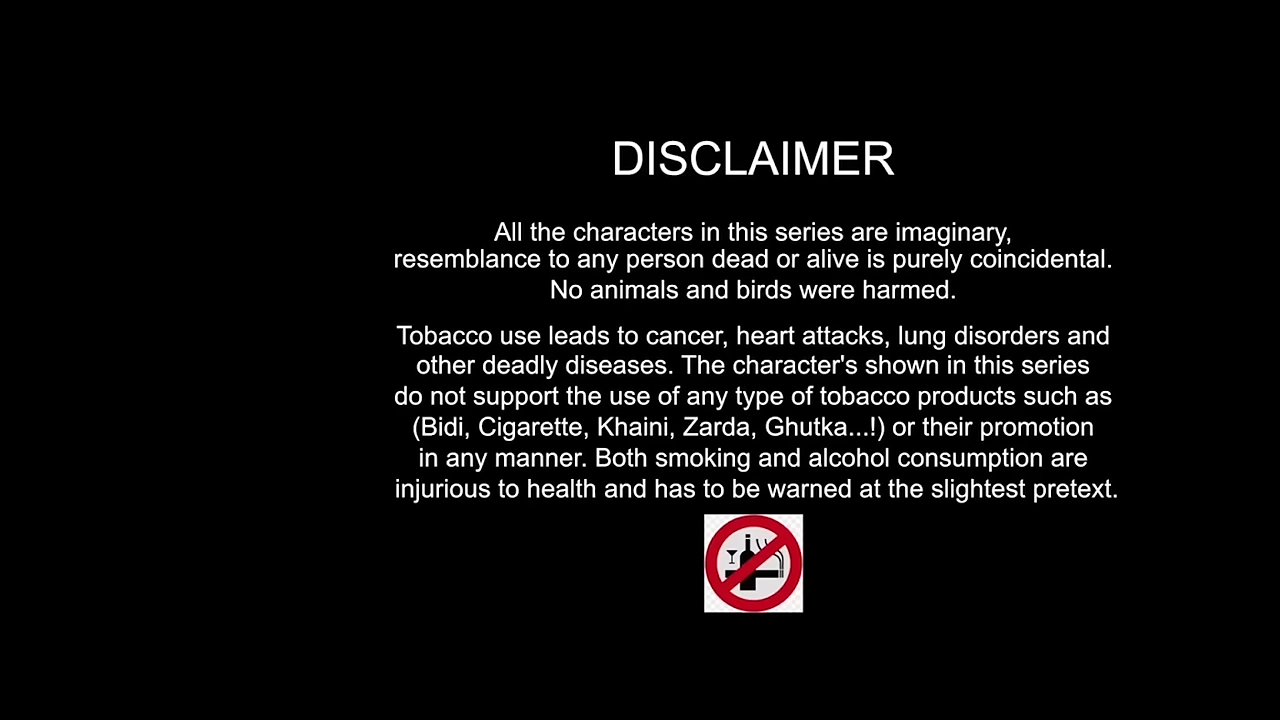 DISCLAIMER
All the characters in this series are imaginary,
resemblance to any person dead or alive is purely coincidental.
No animals and birds were harmed.
Tobacco use leads to cancer, heart attacks, lung disorders and
other deadly diseases. The character's shown in this series
do not support the use of any type of tobacco products such as
(Bidi, Cigarette, Khaini, Zarda, Ghutka...!) or their promotion
in any manner. Both smoking and alcohol consumption are
injurious to health and has to be warned at the slightest pretext.